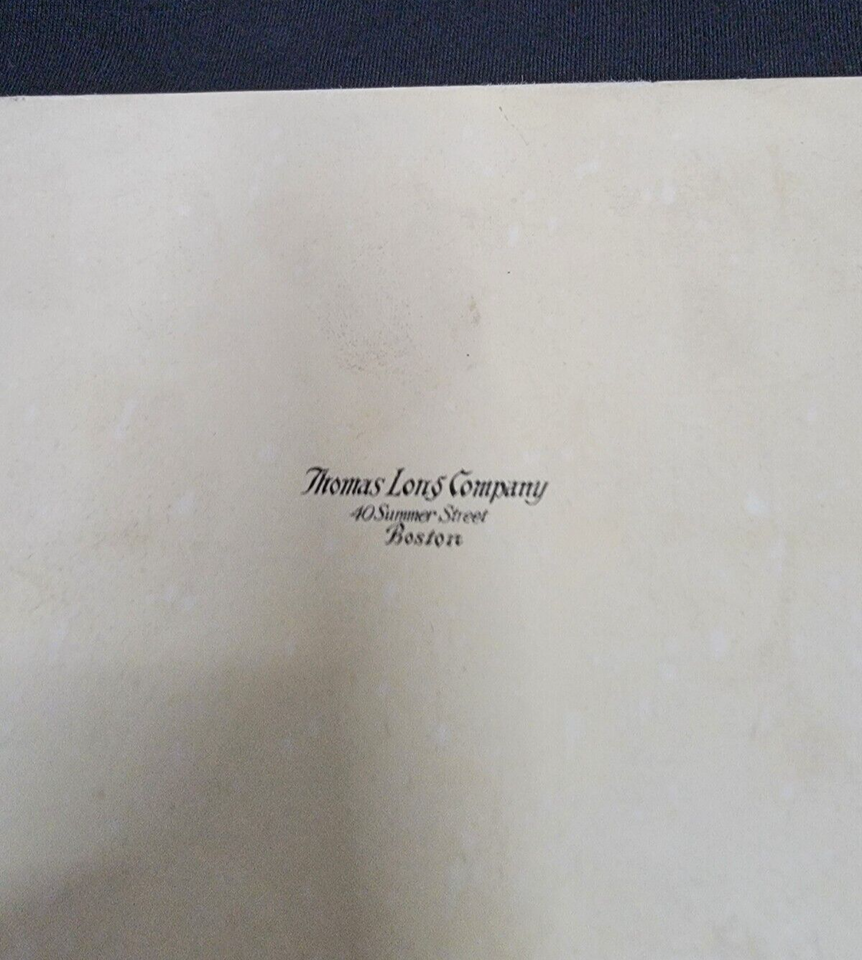 Thomas Long Company
40 Summer Street
Boston